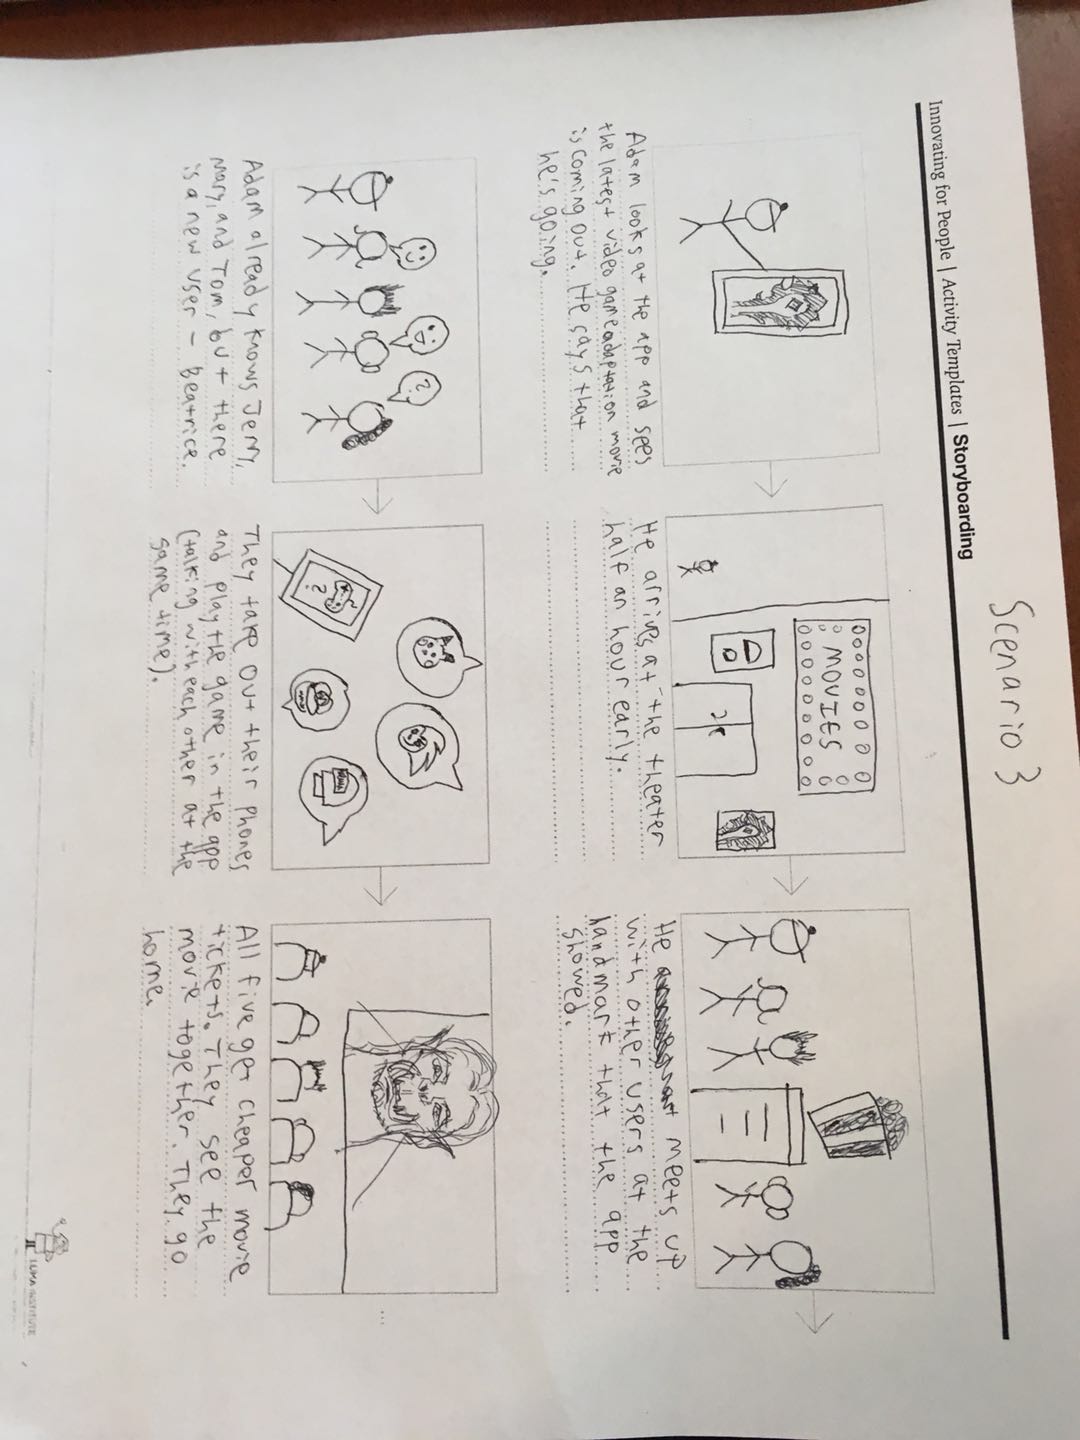 Scenario 3
Innovating for People | Activity Templates | Storyboarding
MOVIES
Adam looks at the app and sees
the latest video game adaptation movie
is coming out. He says that
he's going.
He arrives at the theater
half an hour early.
He meets up
with other users at the
landmark that the app
showed.
?
Adam already knows Jerry,
Mary, and Tom, but there
is a new user - Beatrice.
?
They take out their phones
and play the game in the app
(talking with each other at the
same time).
All five get cheaper movie
tickets. They see the
movie together. They go
home.
...
LUMA INSTITUTE